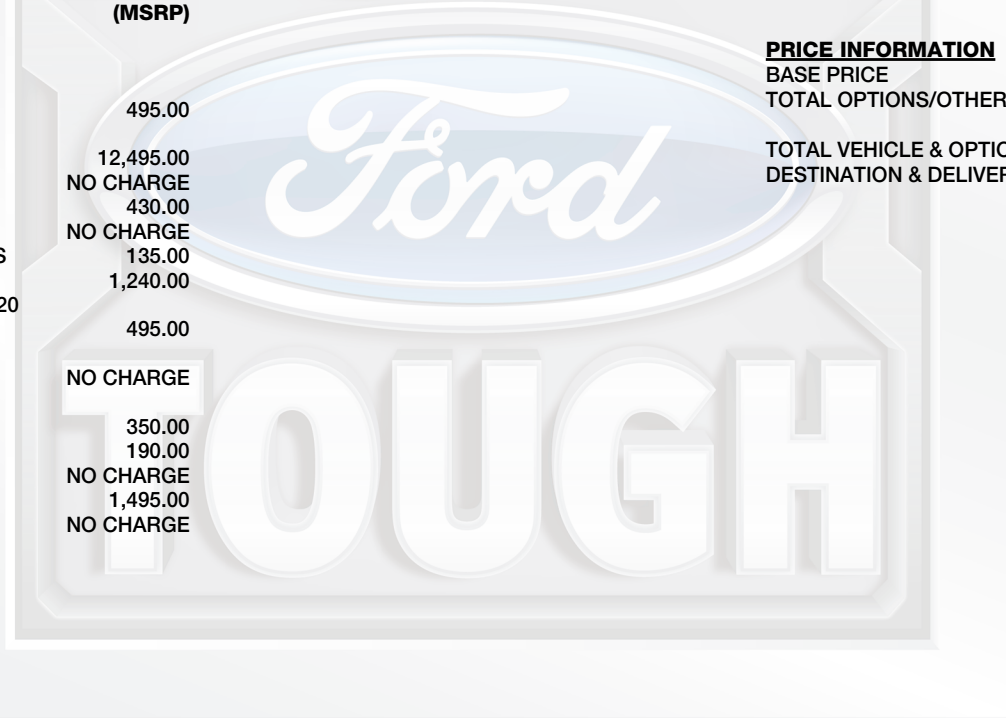 (MSRP)
495.00
12,495.00
NO CHARGE
430.00
NO CHARGE
S
135.00
1,240.00
20
495.00
NO CHARGE
350.00
190.00
NO CHARGE
1,495.00
NO CHARGE
PRICE INFORMATION
BASE PRICE
TOTAL OPTIONS/OTHER
TOTAL VEHICLE & OPTIO
DESTINATION & DELIVER
Ford
TOUGH